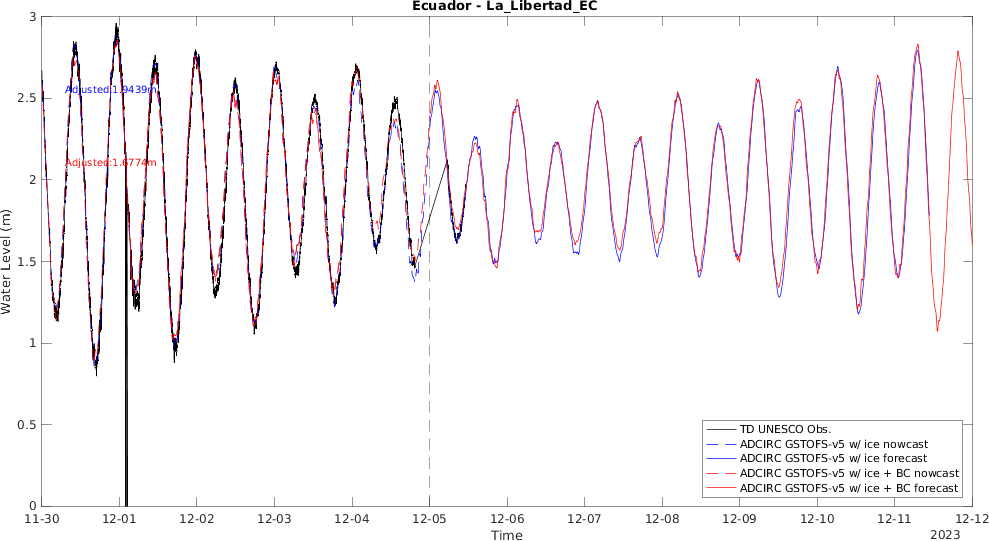 Ecuador - La_Libertad_EC
3
2.5
2
1.5
1
0.5
0
Water Level (m)
Adjusted:1.9439m
Adjusted:1.6774m
TD UNESCO Obs.
ADCIRC GSTOFS-v5 w/ ice nowcast
ADCIRC GSTOFS-v5 w/ ice forecast
ADCIRC GSTOFS-v5 w/ ice + BC nowcast
ADCIRC GSTOFS-v5 w/ ice + BC forecast
11-30 12-01 12-02 12-03 12-04 12-05 12-06 12-07 12-08 12-09 12-10 12-11 12-12
Time
2023